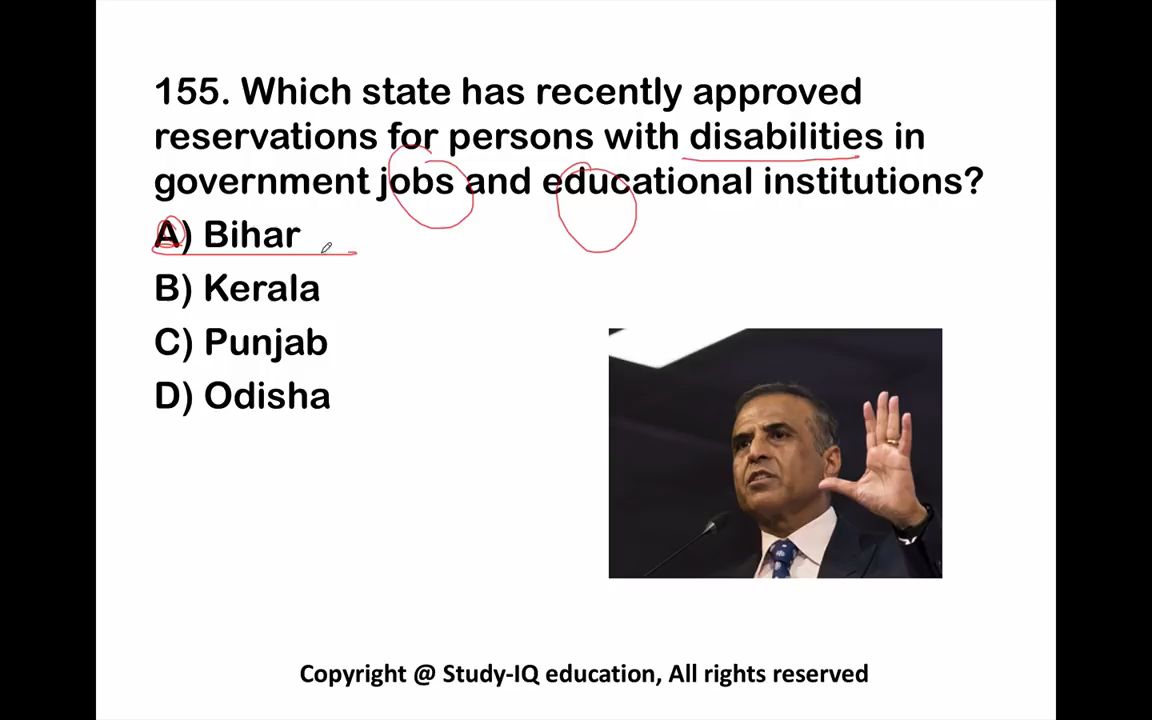 155. Which state has recently approved
reservations for persons with disabilities in
government jobs and educational institutions?
A) Bihar
B) Kerala
C) Punjab
D) Odisha
Copyright @ Study-IQ education, All rights reserved